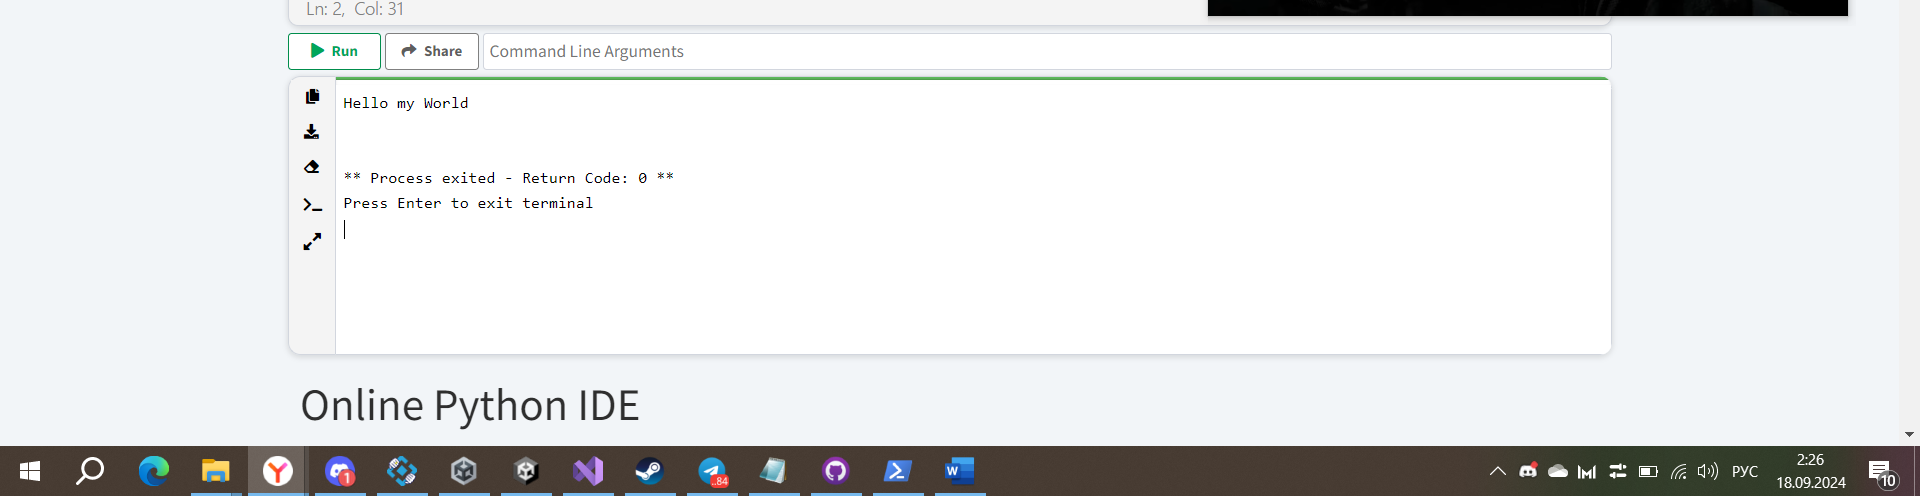 Ln: 2, Col: 31
Run
Share
Command Line Arguments
Hello my World
** Process exited - Return Code: 0 **
Press Enter to exit terminal
>_
Online Python IDE
Y
1
..84
W
РУС
2:26
18.09.2024
10